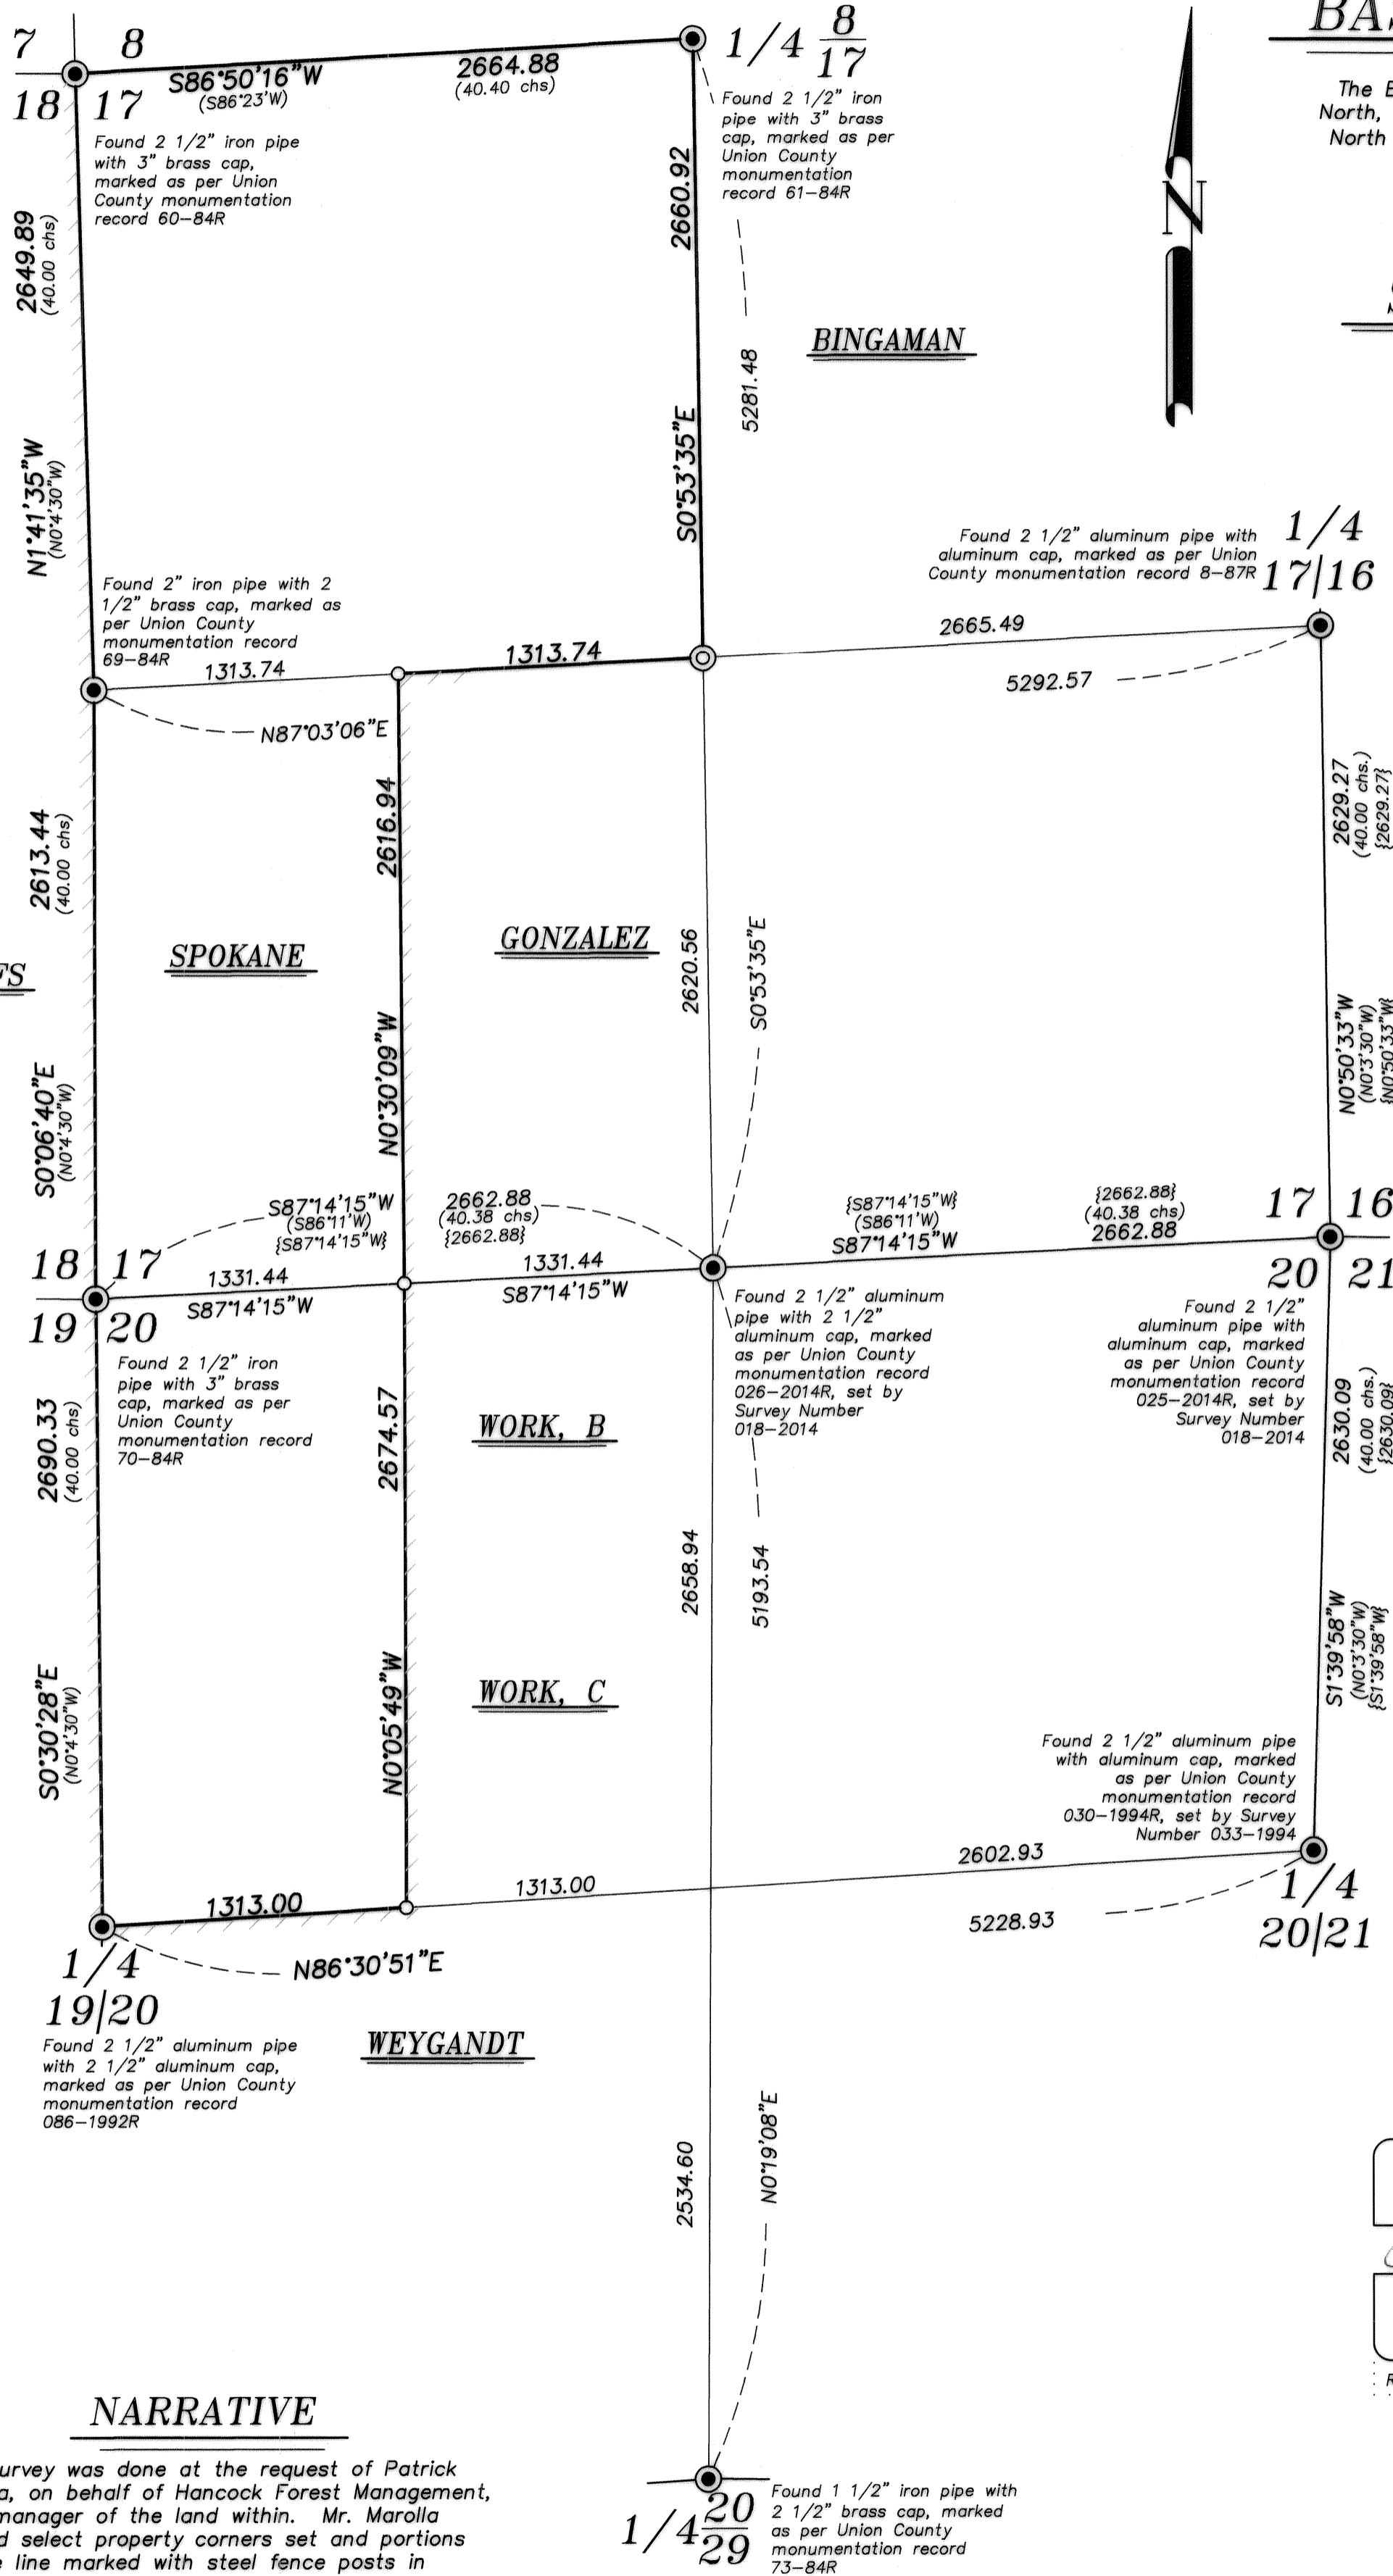 BAS
7 8
18 17
S86°50'16"W
(S86°23'W)
2664.88
(40.40 chs)
1/4 8
17
The B
North,
North
Found 2 1/2" iron pipe
with 3" brass cap,
marked as per Union
County monumentation
record 60-84R
Found 2 1/2" iron
pipe with 3" brass
cap, marked as per
Union County
monumentation
record 61-84R
N
2649.89
(40.00 chs)
2660.92
5281.48
BINGAMAN
N1°41'35"W
(N0°4'30"W)
S0°53'35"E
Found 2" iron pipe with 2
1/2" brass cap, marked as
per Union County
monumentation record
69-84R
Found 2 1/2" aluminum pipe with
aluminum cap, marked as per Union
County monumentation record 8-87R
1/4
17|16
1313.74
1313.74
2665.49
5292.57
N87°03'06"E
2613.44
(40.00 chs)
2616.94
2629.27
(40.00 chs.)
{2629.27}
SPOKANE
GONZALEZ
FS
2620.56
S0°53'35"E
S0°06'40"E
(N0°4'30"W)
N0°30'09"W
N0°50'33"W
(N0°3'30"W)
{N0°50'33"W}
S87°14'15"W
(S86°11'W)
{S87°14'15"W}
2662.88
(40.38 chs)
{2662.88}
{S87°14'15"W}
(S86°11'W)
S87°14'15"W
{2662.88}
(40.38 chs)
2662.88
18 17
19 20
1331.44
S87°14'15"W
1331.44
S87°14'15"W
17 16
20 21
Found 2 1/2" iron
pipe with 3" brass
cap, marked as per
Union County
monumentation record
70-84R
Found 2 1/2" aluminum
pipe with 2 1/2"
aluminum cap, marked
as per Union County
monumentation record
026-2014R, set by
Survey Number
018-2014
Found 2 1/2"
aluminum pipe with
aluminum cap, marked
as per Union County
monumentation record
025-2014R, set by
Survey Number
018-2014
2690.33
(40.00 chs)
2674.57
WORK, B
2658.94
5193.54
2630.09
(40.00 chs.)
{2630.09}
S0°30'28"E
(N0°4'30"W)
N0°05'49"W
WORK, C
S1°39'58"W
(N0°3'30"W)
{S1°39'58"W}
Found 2 1/2" aluminum pipe
with aluminum cap, marked
as per Union County
monumentation record
030-1994R, set by Survey
Number 033-1994
1313.00
1313.00
2602.93
5228.93
1/4
20|21
N86°30'51"E
1/4
19|20
Found 2 1/2" aluminum pipe
with 2 1/2" aluminum cap,
marked as per Union County
monumentation record
086-1992R
WEYGANDT
2534.60
N0°19'08"E
R
NARRATIVE
urvey was done at the request of Patrick
a, on behalf of Hancock Forest Management,
manager of the land within. Mr. Marolla
d select property corners set and portions
e line marked with steel fence posts in
1/4 20
29
Found 1 1/2" iron pipe with
2 1/2" brass cap, marked
as per Union County
monumentation record
73-84R